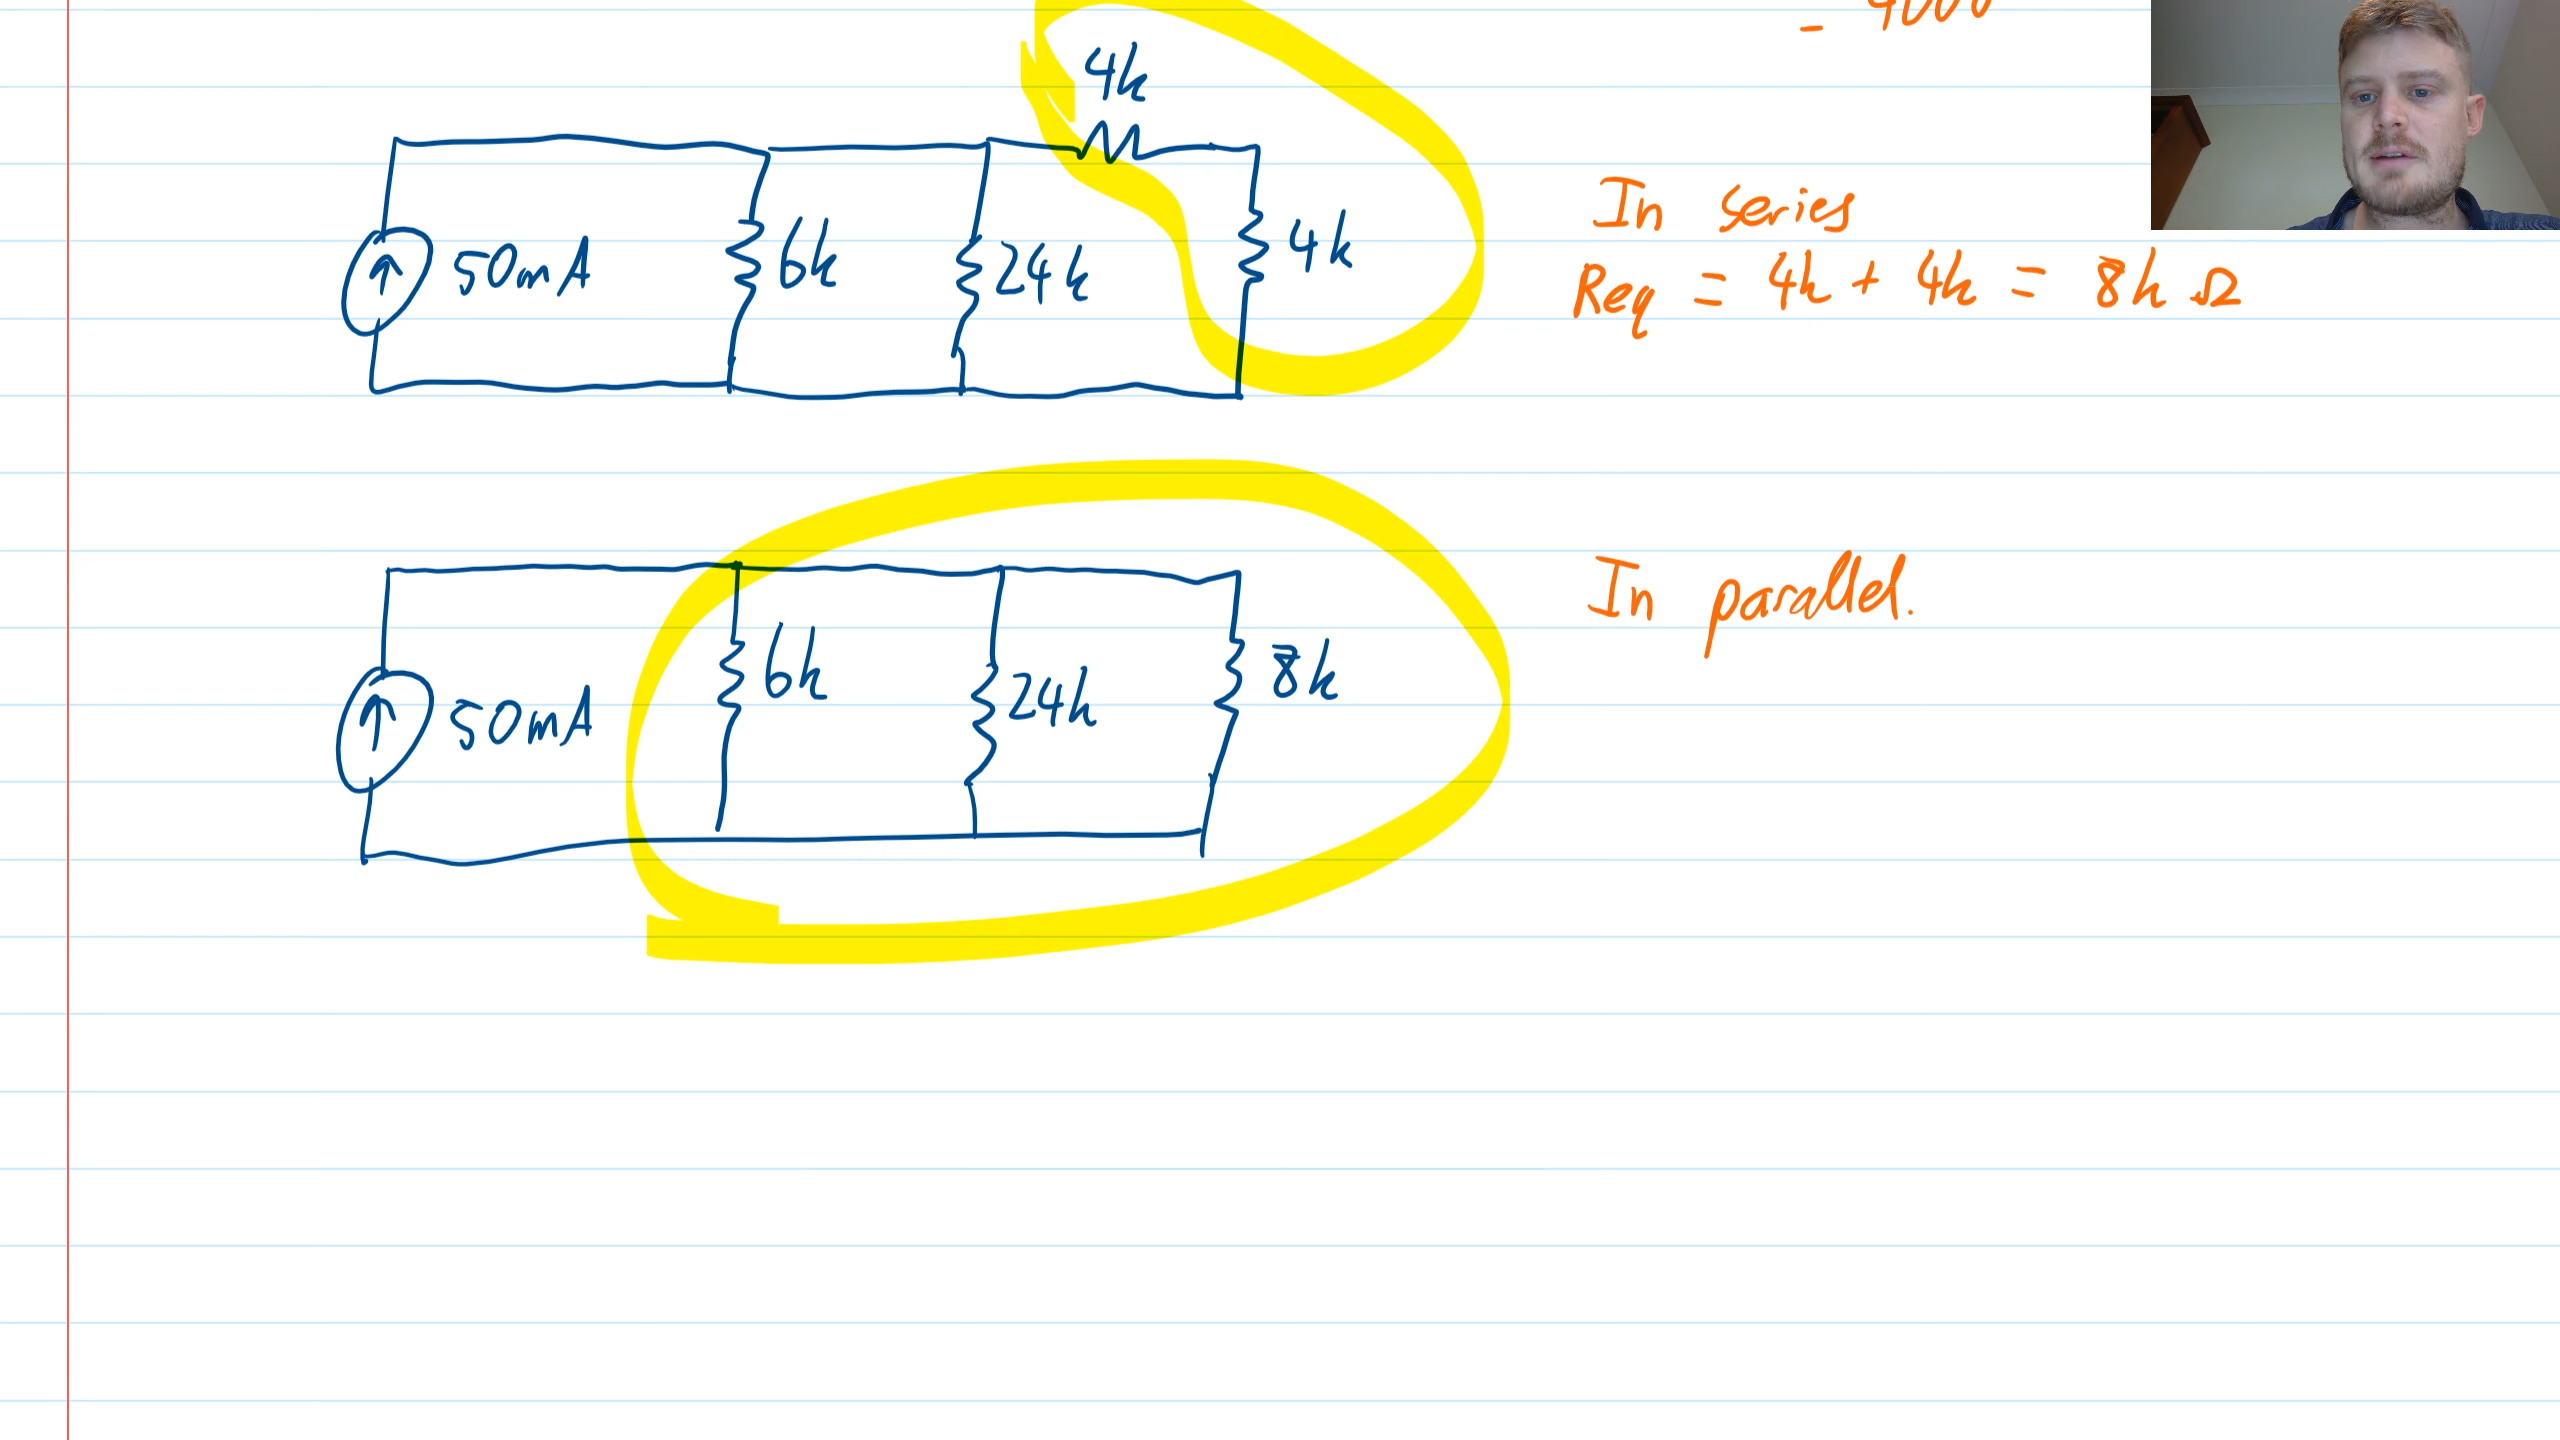 4k
50mA 6k 24k 4k
In series
Req = 4k + 4k = 8k Ω
In parallel.
50mA 6k 24k 8k